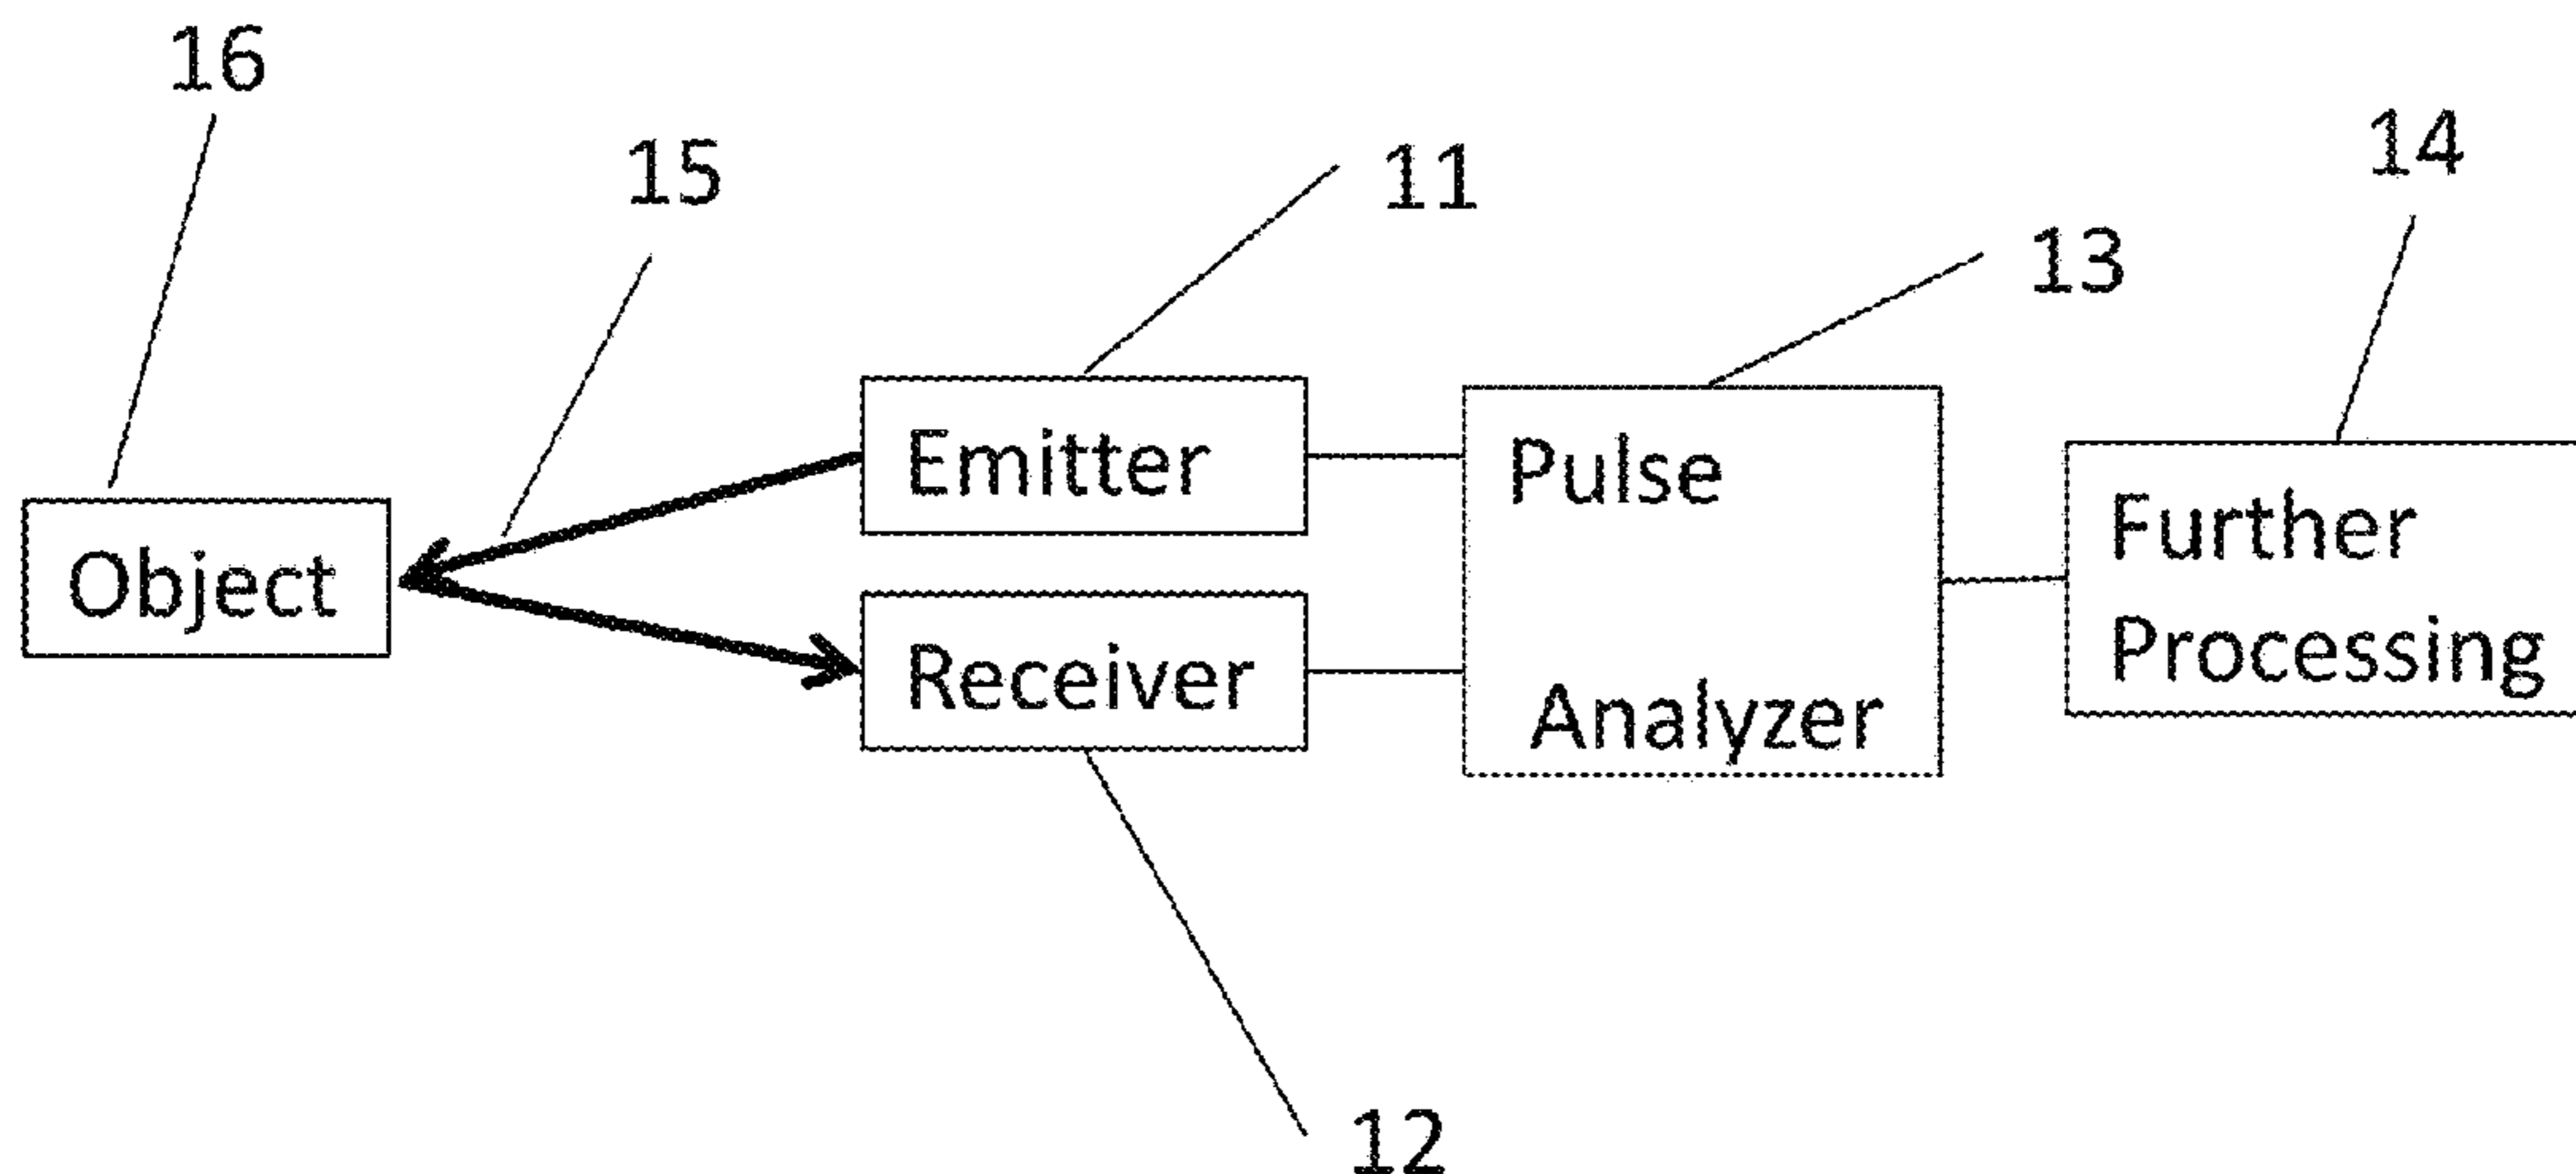 16
15
11
14
13
Emitter
Pulse
Object
Further
Receiver
Processing
Analyzer
12